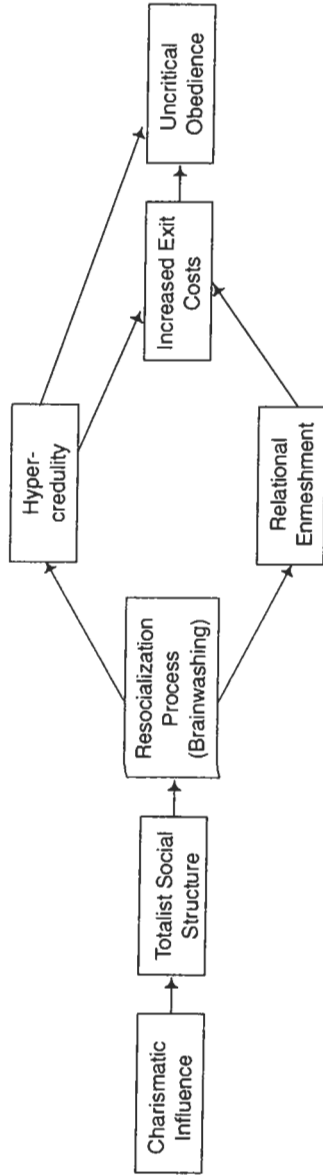 Charismatic
Influence
Totalist Social
Structure
Resocialization
Process
(Brainwashing)
Hyper-
credulity
Relational
Enmeshment
Increased Exit
Costs
Uncritical
Obedience